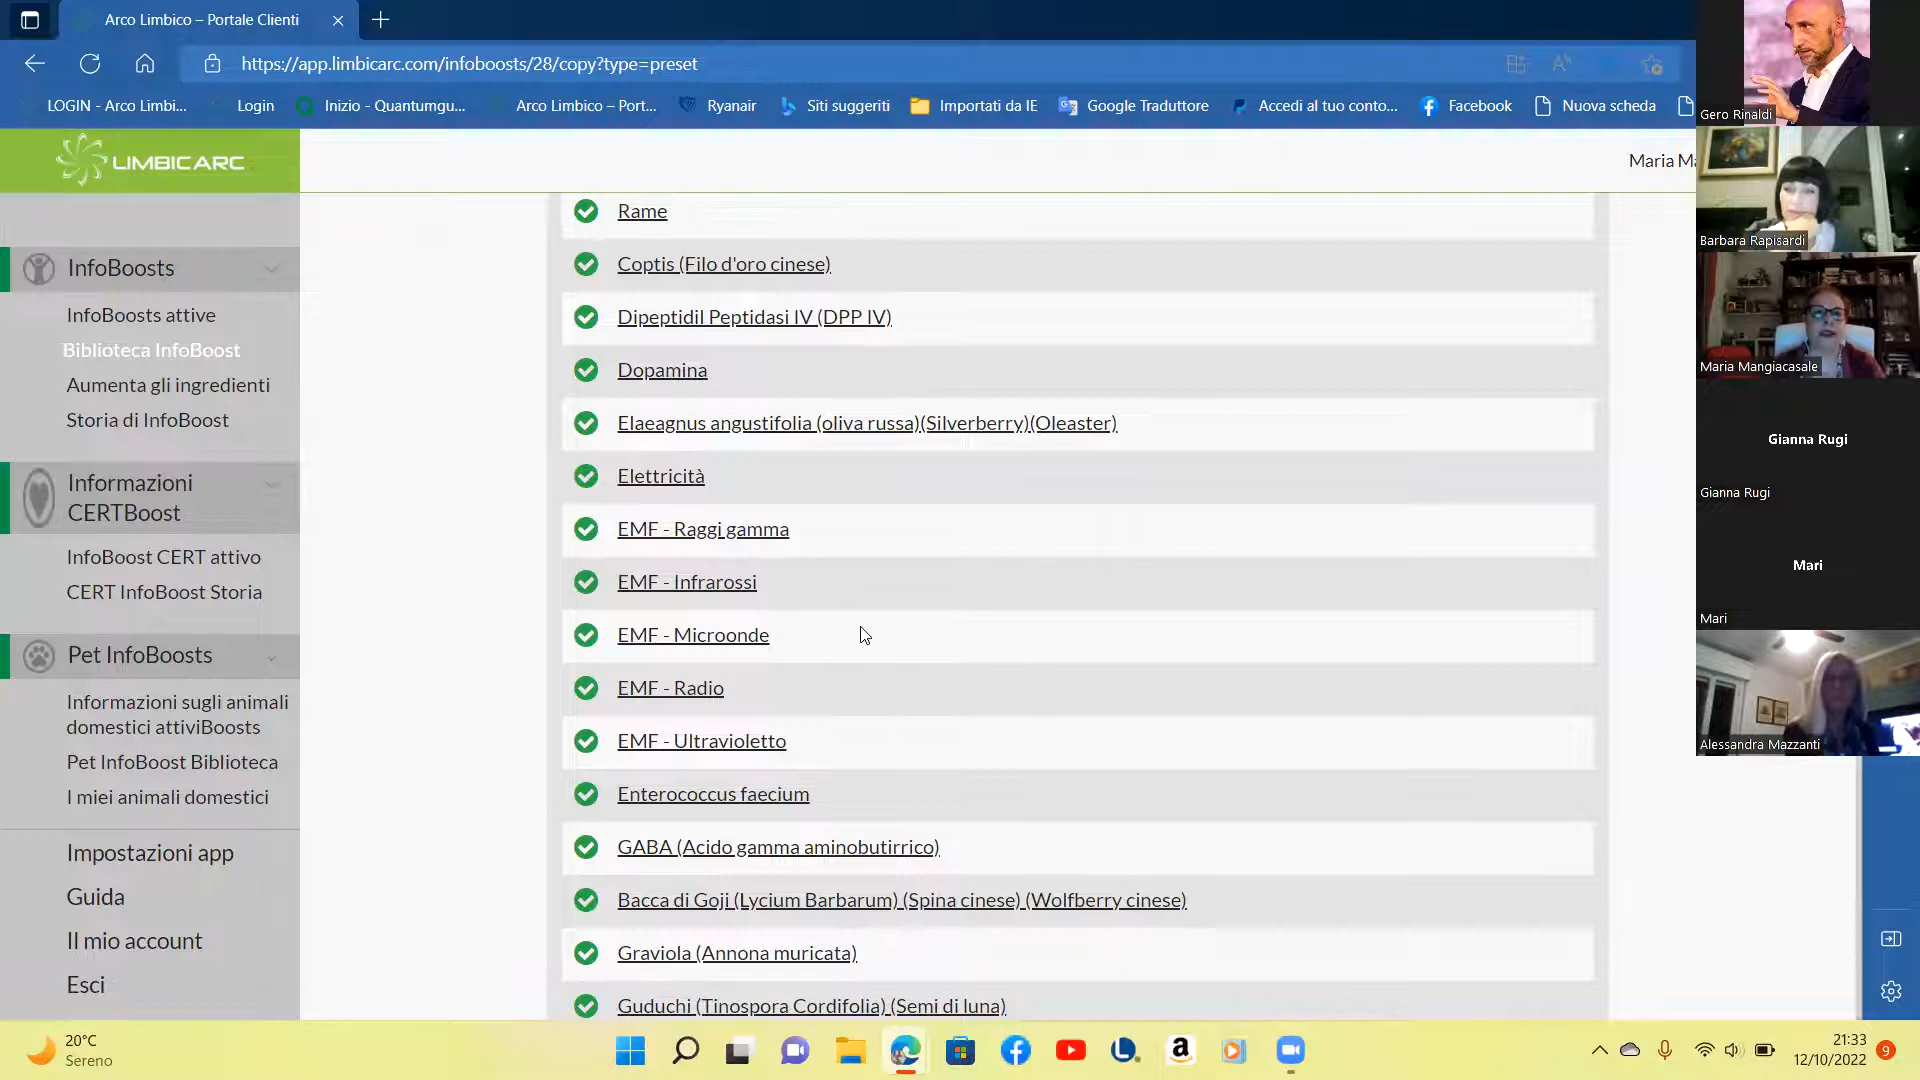 Arco Limbico – Portale Clienti
https://app.limbicarc.com/infoboosts/28/copy?type=preset
LOGIN - Arco Limbi...
Login
Inizio - Quantumgu...
Arco Limbico – Port...
Ryanair
Siti suggeriti
Importati da IE
Google Traduttore
Accedi al tuo conto...
Facebook
Nuova scheda
LIMBIC ARC
Maria Ma
InfoBoosts
InfoBoosts attive
Biblioteca InfoBoost
Aumenta gli ingredienti
Storia di InfoBoost
Informazioni
CERTBoost
InfoBoost CERT attivo
CERT InfoBoost Storia
Pet InfoBoosts
Informazioni sugli animali
domestici attiviBoosts
Pet InfoBoost Biblioteca
I miei animali domestici
Impostazioni app
Guida
Il mio account
Esci
Rame
Coptis (Filo d'oro cinese)
Dipeptidil Peptidasi IV (DPP IV)
Dopamina
Elaeagnus angustifolia (oliva russa)(Silverberry)(Oleaster)
Elettricità
EMF - Raggi gamma
EMF - Infrarossi
EMF - Microonde
EMF - Radio
EMF - Ultravioletto
Enterococcus faecium
GABA (Acido gamma aminobutirrico)
Bacca di Goji (Lycium Barbarum) (Spina cinese) (Wolfberry cinese)
Graviola (Annona muricata)
Guduchi (Tinospora Cordifolia) (Semi di luna)
Gero Rinaldi
Barbara Rapisardi
Maria Mangiacasale
Gianna Rugi
Gianna Rugi
Mari
Mari
Alessandra Mazzanti
20°C
Sereno
21:33
12/10/2022
9